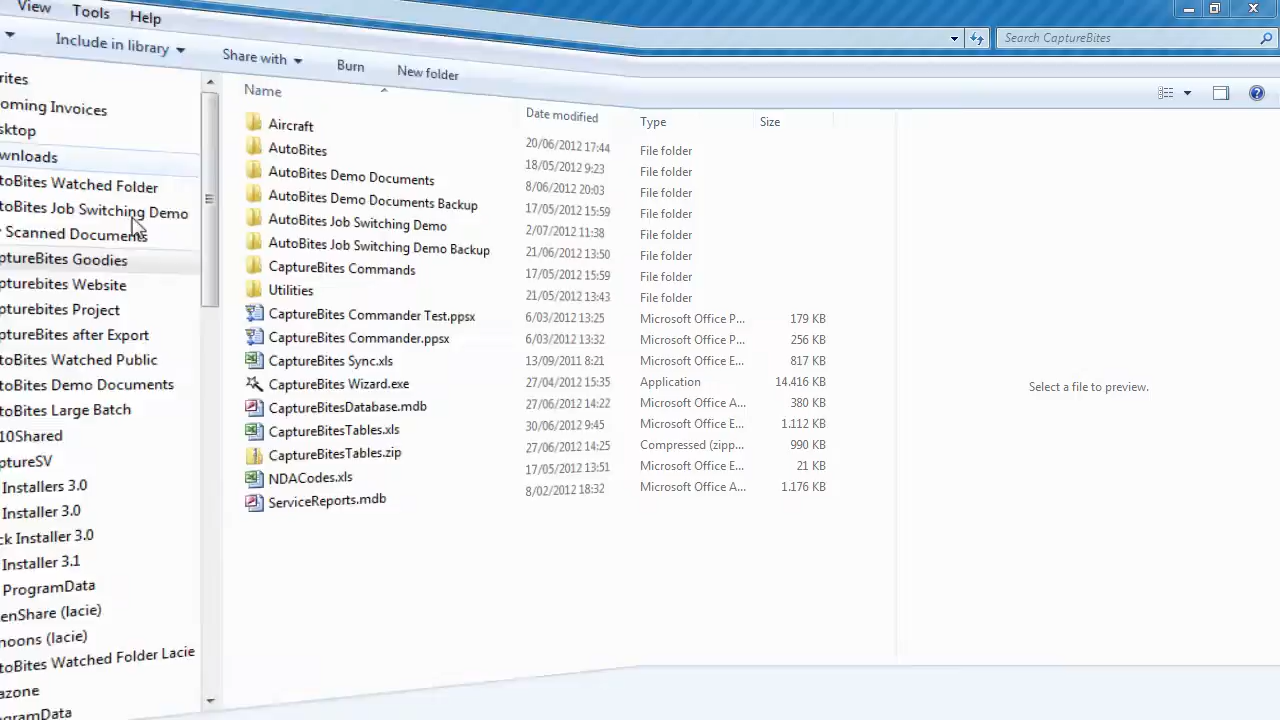 View Tools Help
Include in library Share with Burn New folder
Search CaptureBites
rites
oming Invoices
sktop
wnloads
toBites Watched Folder
toBites Job Switching Demo
Scanned Documents
ptureBites Goodies
apturebites Website
apturebites Project
aptureBites after Export
toBites Watched Public
toBites Demo Documents
toBites Large Batch
10Shared
ptureSV
Installers 3.0
Installer 3.0
ck Installer 3.0
Installer 3.1
ProgramData
enShare (lacie)
noons (lacie)
toBites Watched Folder Lacie
azone
ogramData
Name Date modified Type Size
Aircraft 20/06/2012 17:44 File folder
AutoBites 18/05/2012 9:23 File folder
AutoBites Demo Documents 8/06/2012 20:03 File folder
AutoBites Demo Documents Backup 17/05/2012 15:59 File folder
AutoBites Job Switching Demo 2/07/2012 11:38 File folder
AutoBites Job Switching Demo Backup 21/06/2012 13:50 File folder
CaptureBites Commands 17/05/2012 15:59 File folder
Utilities 21/05/2012 13:43 File folder
CaptureBites Commander Test.ppsx 6/03/2012 13:25 Microsoft Office P... 179 KB
CaptureBites Commander.ppsx 6/03/2012 13:32 Microsoft Office P... 256 KB
CaptureBites Sync.xls 13/09/2011 8:21 Microsoft Office E... 817 KB
CaptureBites Wizard.exe 27/04/2012 15:35 Application 14.416 KB
CaptureBitesDatabase.mdb 27/06/2012 14:22 Microsoft Office A... 380 KB
CaptureBitesTables.xls 30/06/2012 9:45 Microsoft Office E... 1.112 KB
CaptureBitesTables.zip 27/06/2012 14:25 Compressed (zipp... 990 KB
NDACodes.xls 17/05/2012 13:51 Microsoft Office E... 21 KB
ServiceReports.mdb 8/02/2012 18:32 Microsoft Office A... 1.176 KB
Select a file to preview.